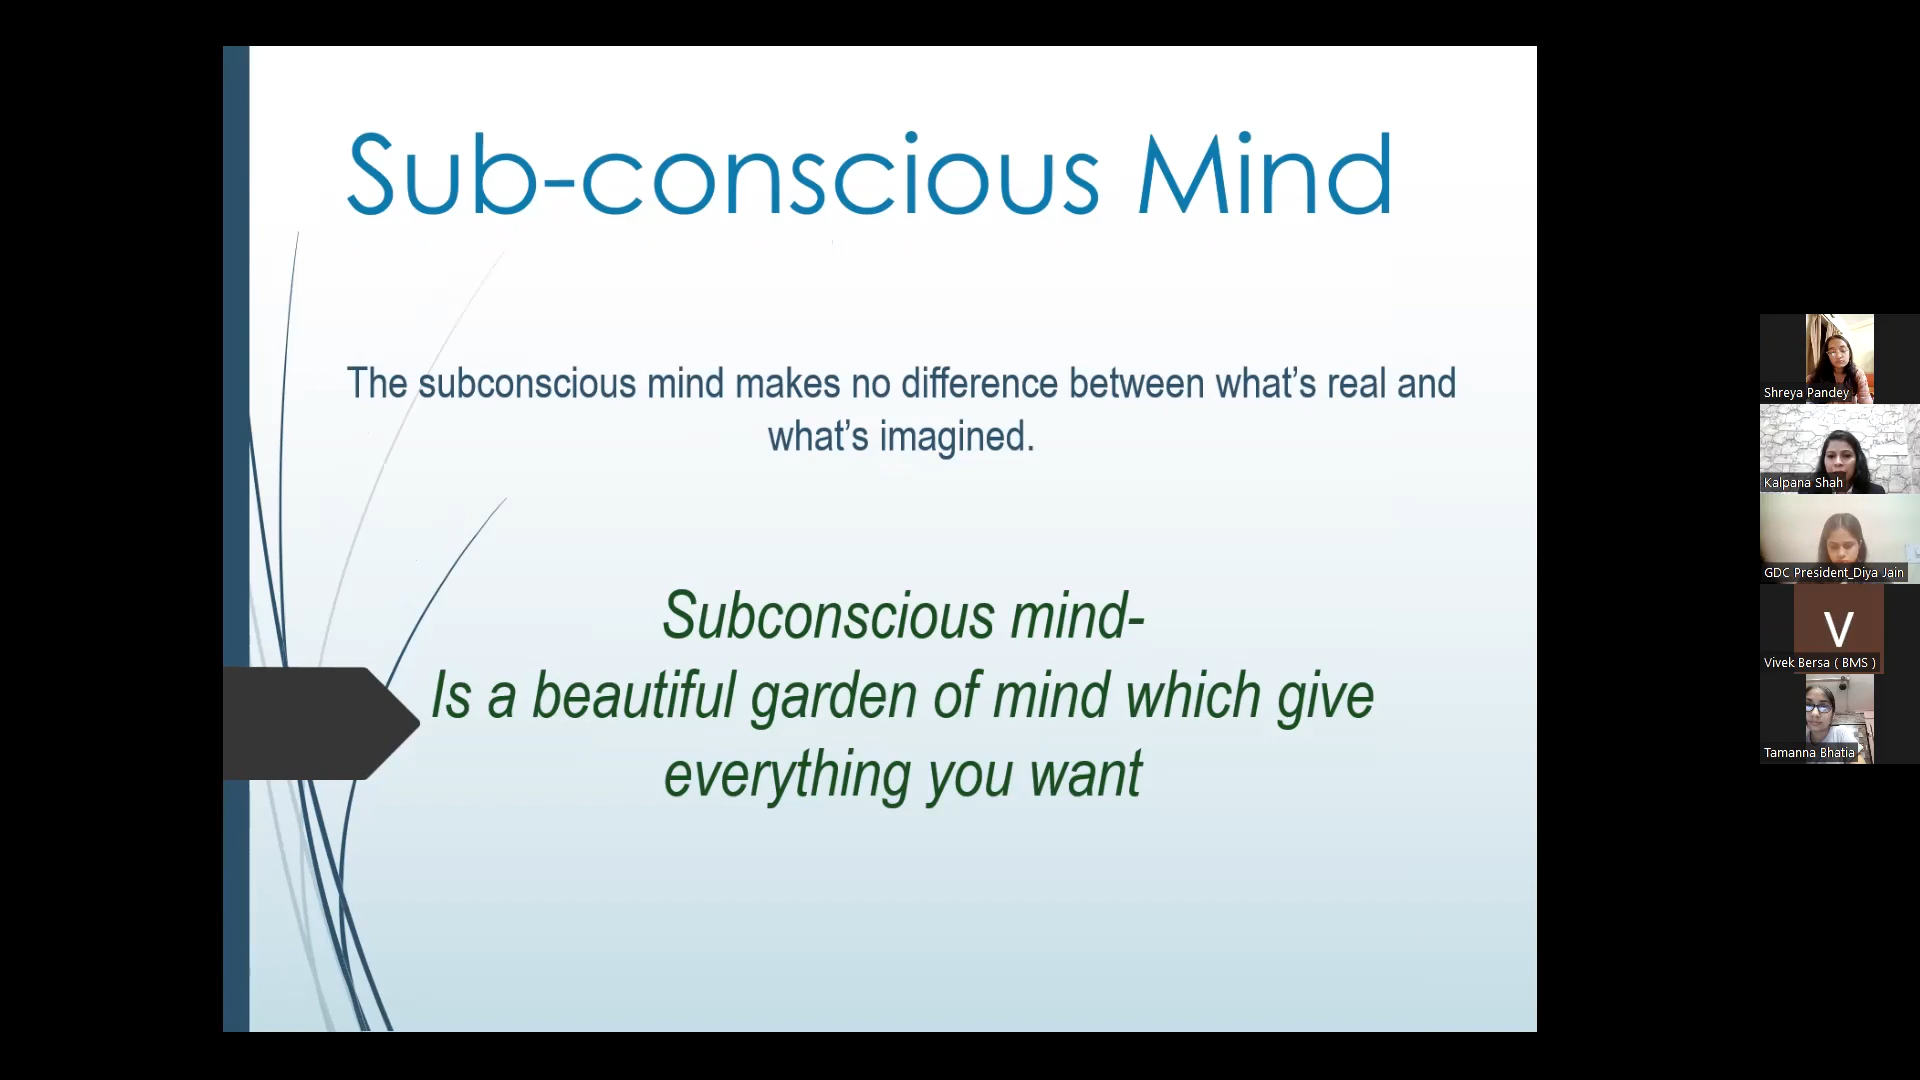 Sub-conscious Mind
The subconscious mind makes no difference between what's real and
what's imagined.
Subconscious mind-
Is a beautiful garden of mind which give
everything you want
Shreya Pandey
Kalpana Shah
GDC President_Diya Jain
V
Vivek Bersa ( BMS )
Tamanna Bhatia